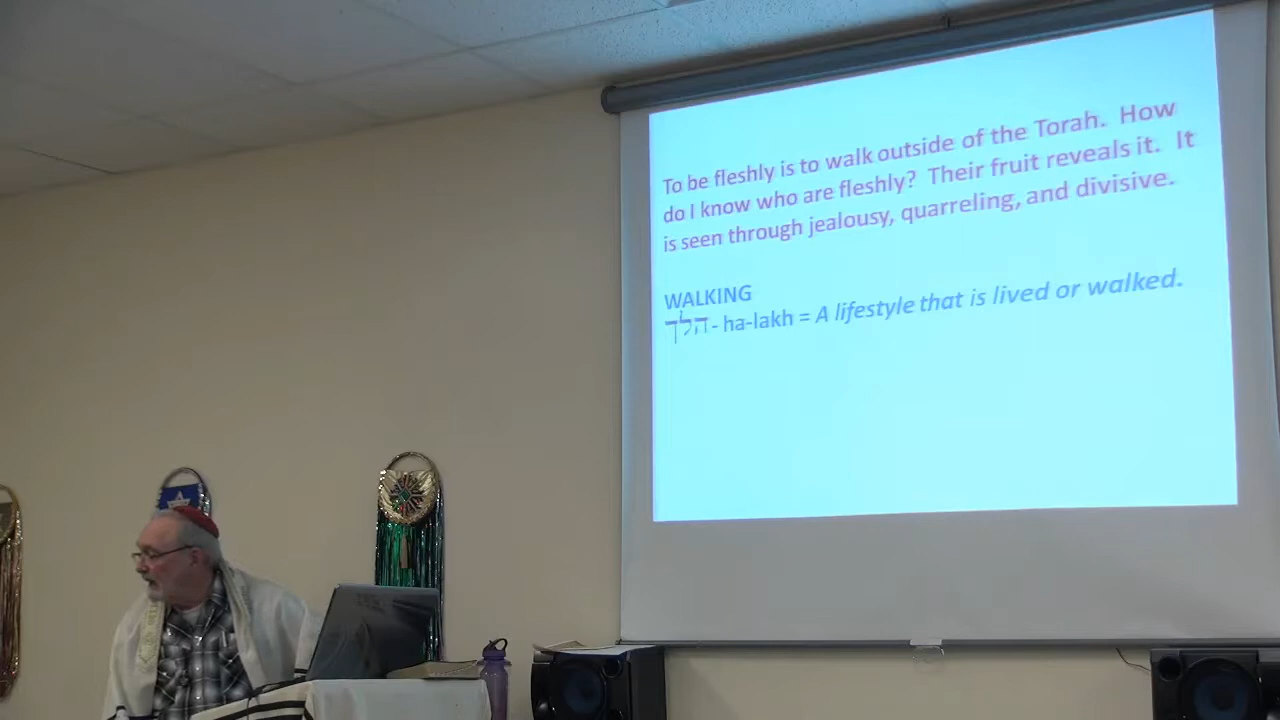 To be fleshly is to walk outside of the Torah. How
do I know who are fleshly? Their fruit reveals it. It
is seen through jealousy, quarreling, and divisive.
WALKING
הלך- ha-lakh = A lifestyle that is lived or walked.